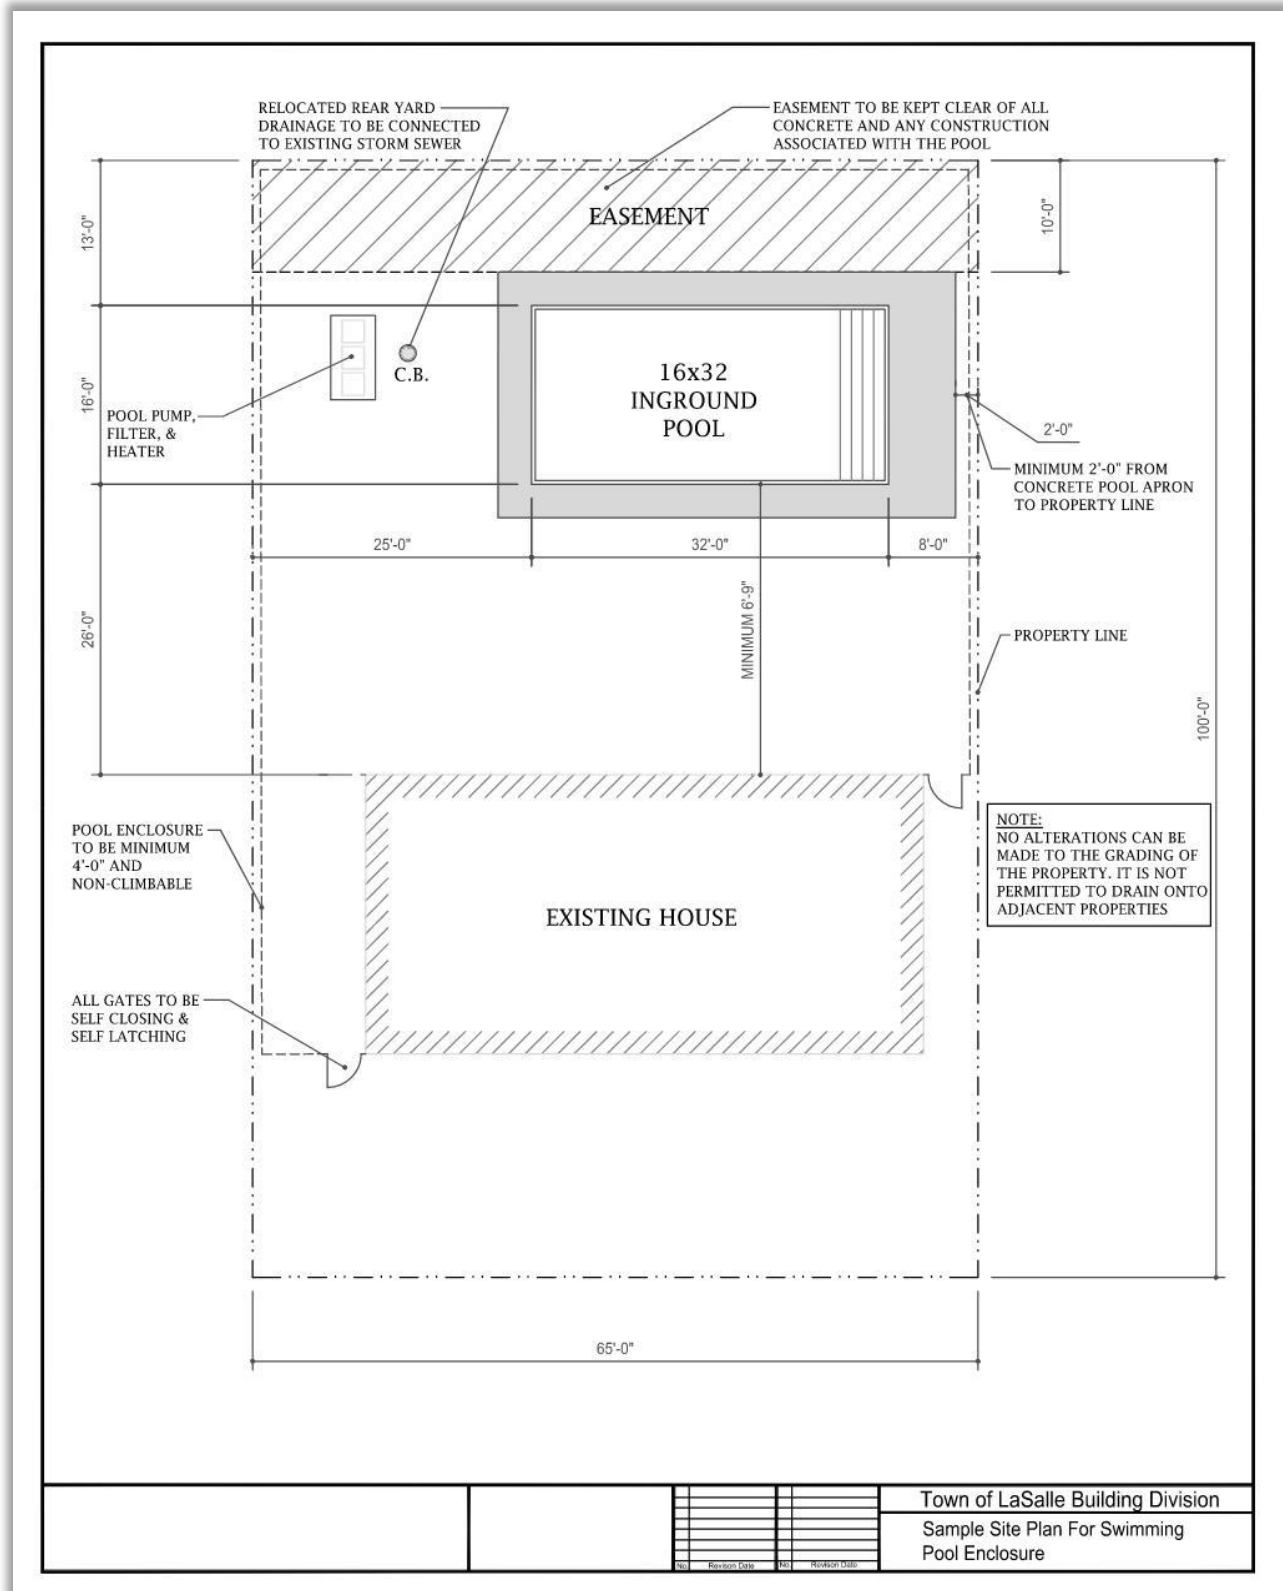 RELOCATED REAR YARD
DRAINAGE TO BE CONNECTED
TO EXISTING STORM SEWER
EASEMENT TO BE KEPT CLEAR OF ALL
CONCRETE AND ANY CONSTRUCTION
ASSOCIATED WITH THE POOL
13'-0"
EASEMENT
10'-0"
16'-0"
C.B.
16x32
INGROUND
POOL
POOL PUMP,
FILTER, &
HEATER
2'-0"
MINIMUM 2'-0" FROM
CONCRETE POOL APRON
TO PROPERTY LINE
25'-0"
32'-0"
8'-0"
26'-0"
MINIMUM 6'-9"
PROPERTY LINE
100'-0"
POOL ENCLOSURE
TO BE MINIMUM
4'-0" AND
NON-CLIMBABLE
NOTE:
NO ALTERATIONS CAN BE
MADE TO THE GRADING OF
THE PROPERTY. IT IS NOT
PERMITTED TO DRAIN ONTO
ADJACENT PROPERTIES
EXISTING HOUSE
ALL GATES TO BE
SELF CLOSING &
SELF LATCHING
65'-0"
Town of LaSalle Building Division
Sample Site Plan For Swimming
Pool Enclosure
No. Revison Date No. Revison Date